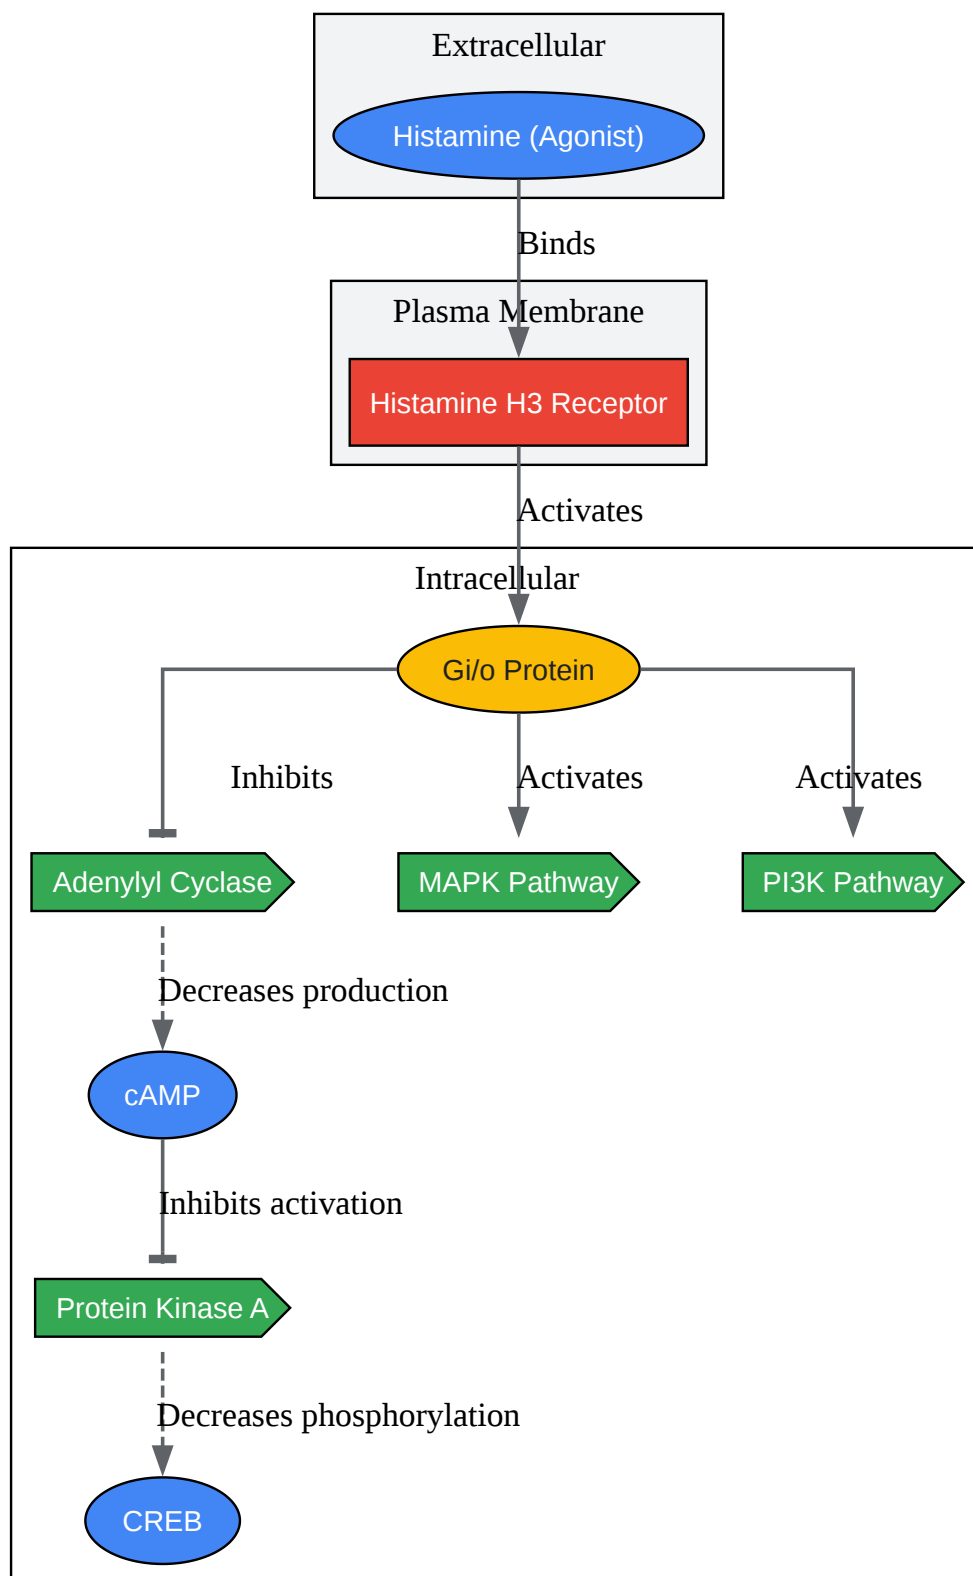 Extracellular
Histamine (Agonist)
Binds
Plasma Membrane
Histamine H3 Receptor
Activates
Intracellular
Gi/o Protein
Inhibits
Activates
Activates
Adenylyl Cyclase
MAPK Pathway
PI3K Pathway
Decreases production
cAMP
Inhibits activation
Protein Kinase A
Decreases phosphorylation
CREB